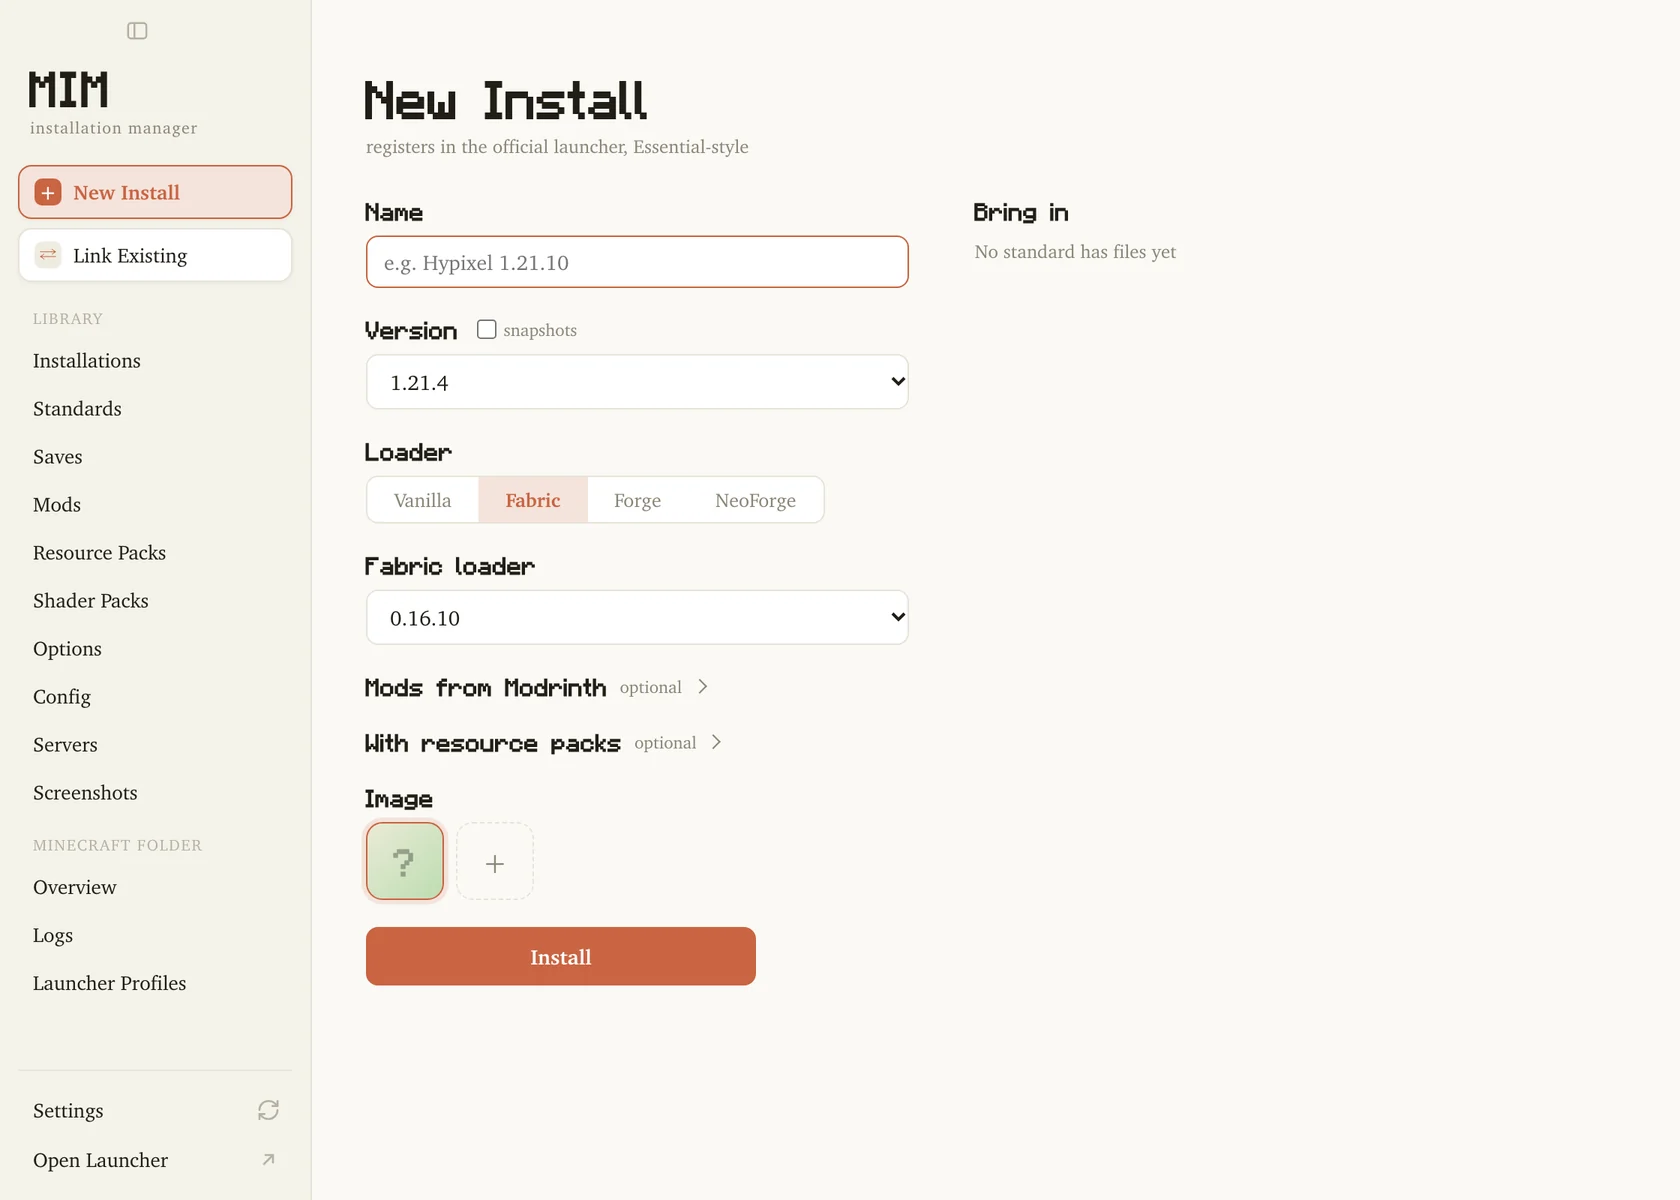 MIM
installation manager
New Install
Link Existing
LIBRARY
Installations
Standards
Saves
Mods
Resource Packs
Shader Packs
Options
Config
Servers
Screenshots
MINECRAFT FOLDER
Overview
Logs
Launcher Profiles
Settings
Open Launcher
New Install
registers in the official launcher, Essential-style
Name
e.g. Hypixel 1.21.10
Version snapshots
1.21.4
Loader
Vanilla Fabric Forge NeoForge
Fabric loader
0.16.10
Mods from Modrinth optional
With resource packs optional
Image
?
Install
Bring in
No standard has files yet